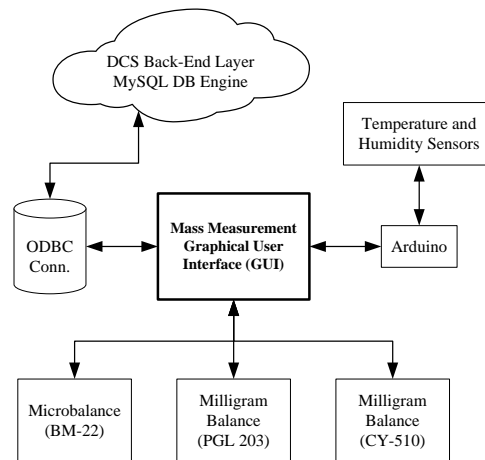 DCS Back-End Layer
MySQL DB Engine
Temperature and
Humidity Sensors
ODBC
Conn.
Mass Measurement
Graphical User
Interface (GUI)
Arduino
Microbalance
(BM-22)
Milligram
Balance
(PGL 203)
Milligram
Balance
(CY-510)